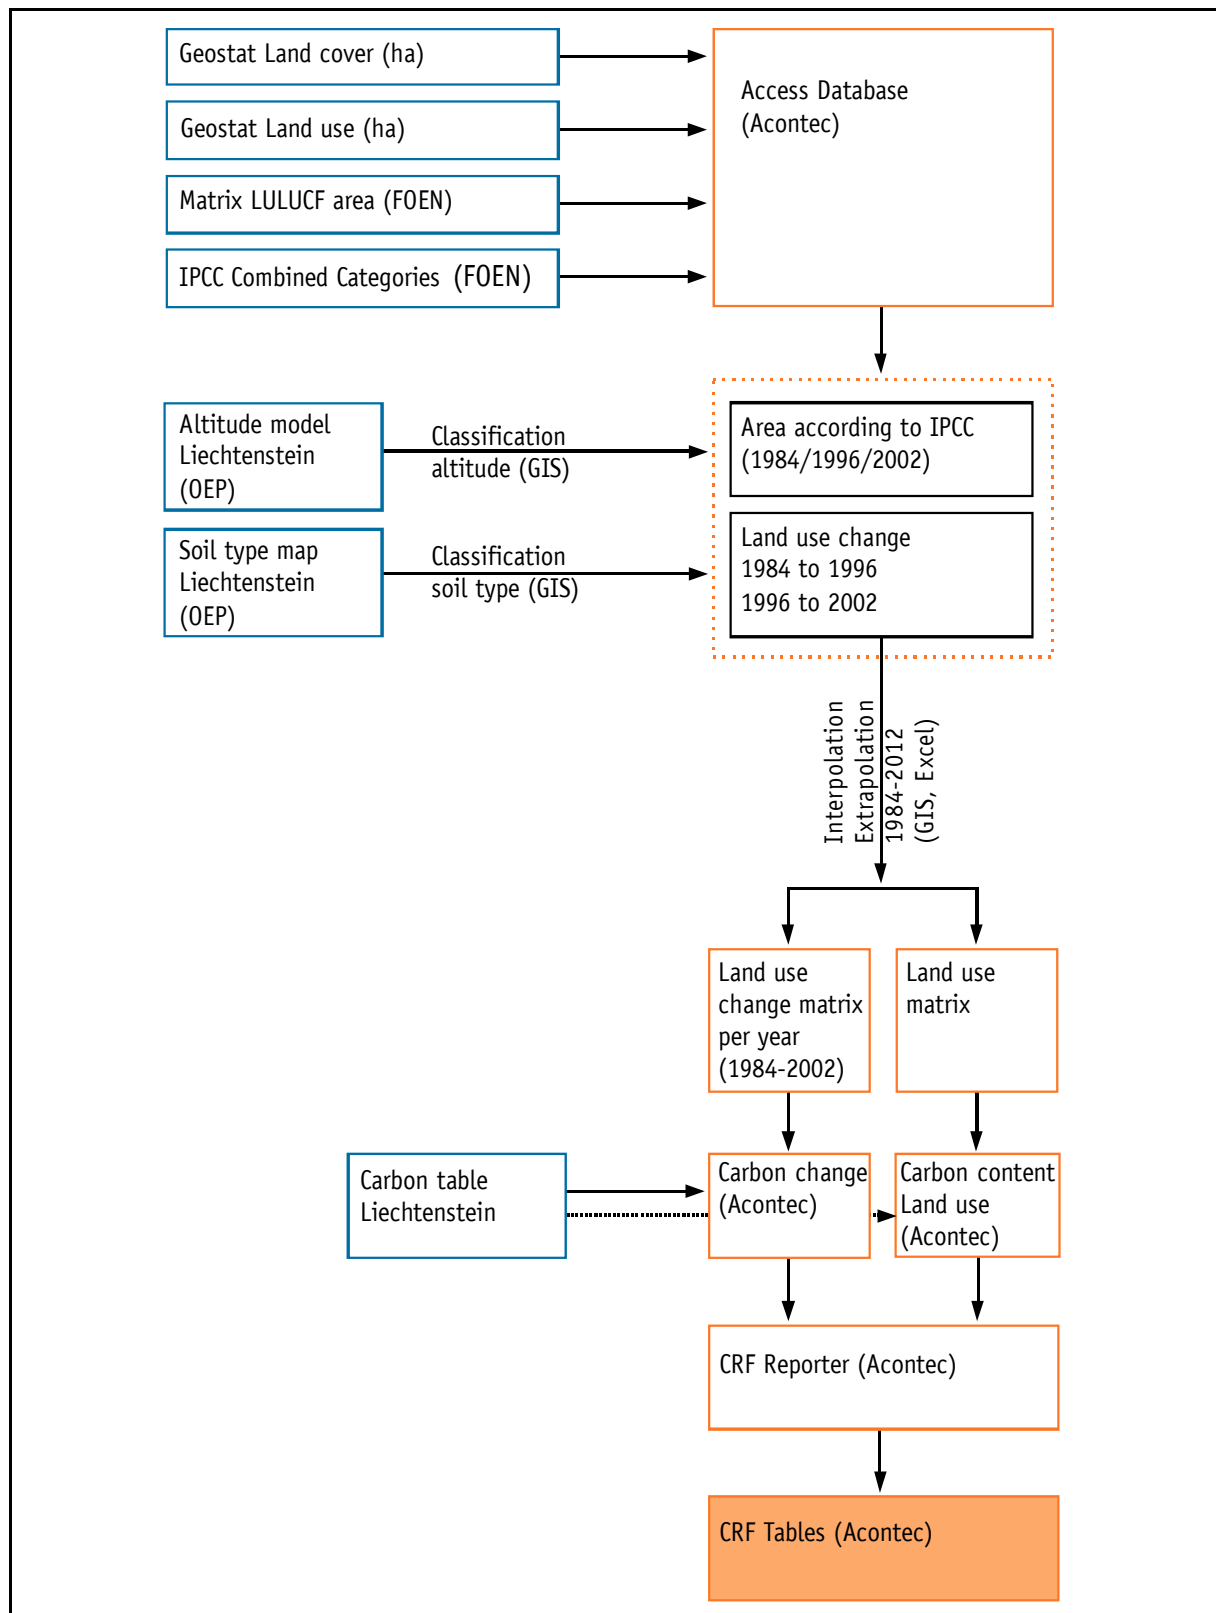 Geostat Land cover (ha)
Geostat Land use (ha)
Matrix LULUCF area (FOEN)
IPCC Combined Categories (FOEN)
Access Database
(Acontec)
Altitude model
Liechtenstein
(OEP)
Classification
altitude (GIS)
Area according to IPCC
(1984/1996/2002)
Soil type map
Liechtenstein
(OEP)
Classification
soil type (GIS)
Land use change
1984 to 1996
1996 to 2002
Interpolation
Extrapolation
1984-2012
(GIS, Excel)
Land use
change matrix
per year
(1984-2002)
Land use
matrix
Carbon table
Liechtenstein
Carbon change
(Acontec)
Carbon content
Land use
(Acontec)
CRF Reporter (Acontec)
CRF Tables (Acontec)